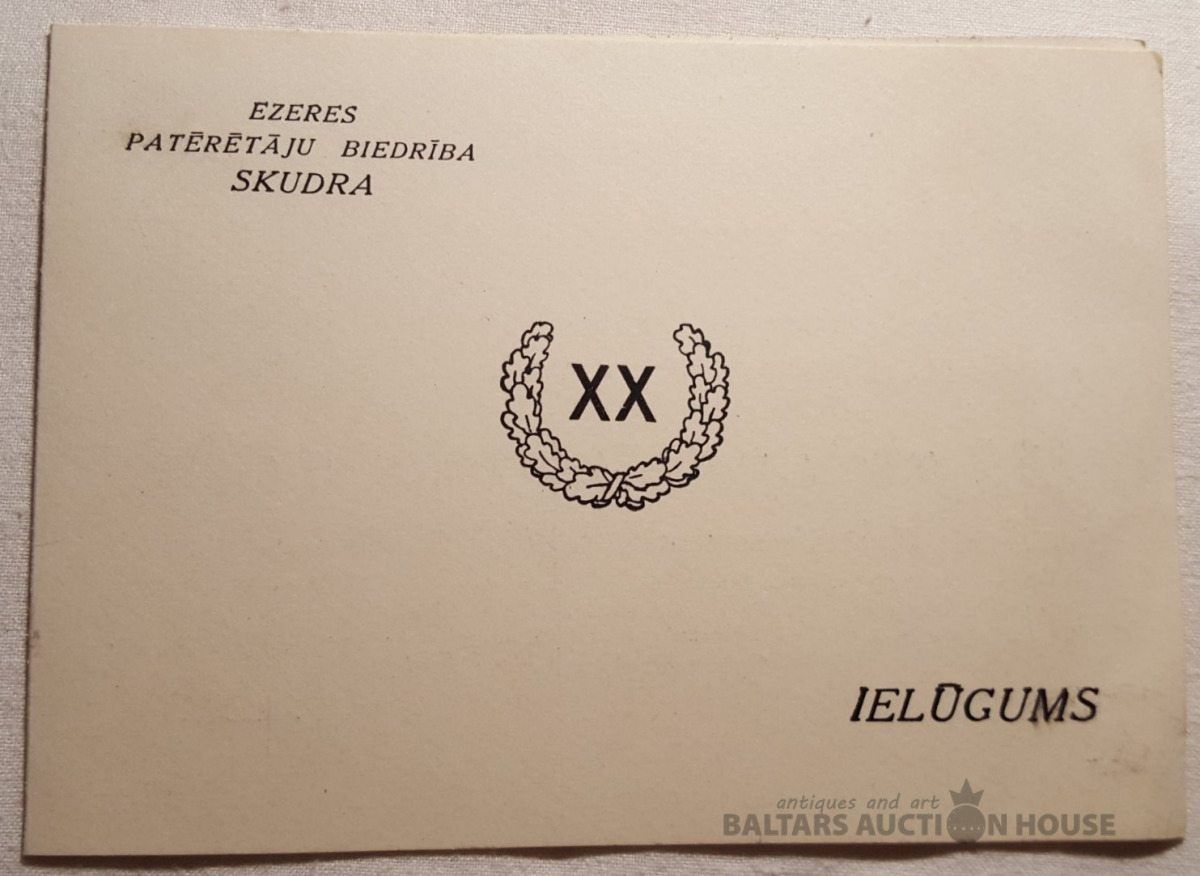 EZERES
PATĒRĒTĀJU BIEDRĪBA
SKUDRA
XX
IELŪGUMS
antiques and art
BALTARS AUCTION HOUSE